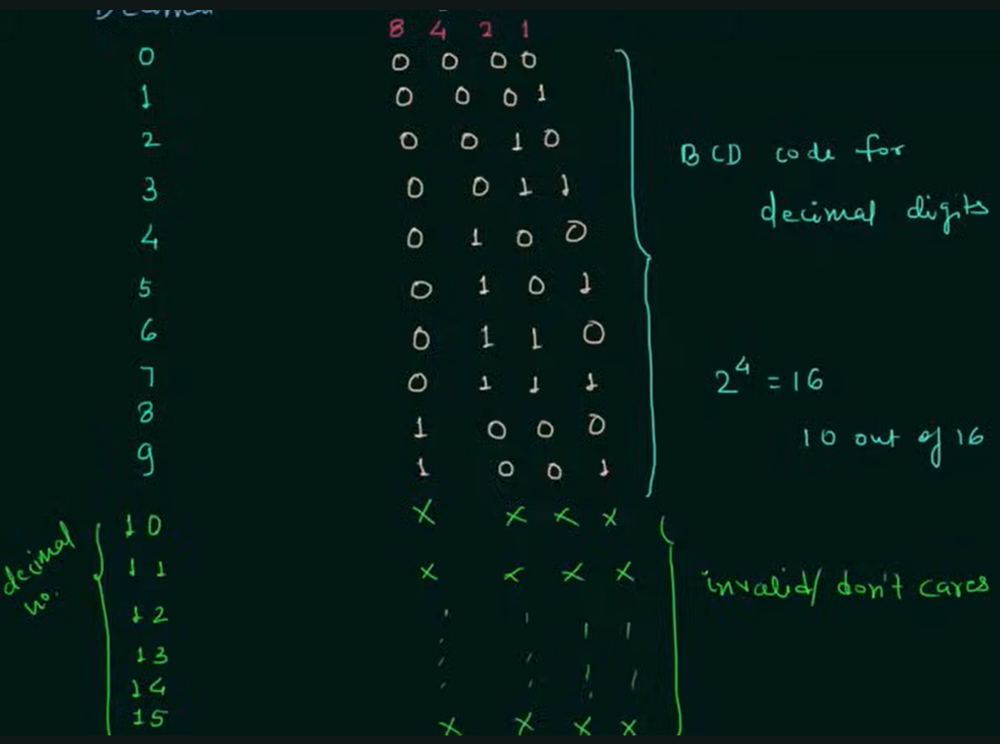 Decimal
8 4 2 1
0 0 0 0 0
1 0 0 0 1
2 0 0 1 0
3 0 0 1 1
4 0 1 0 0
5 0 1 0 1
6 0 1 1 0
7 0 1 1 1
8 1 0 0 0
9 1 0 0 1
BCD code for
decimal digits
2⁴ = 16
10 out of 16
decimal
no.
10 x x x x
11 x x x x
12
13
14
15 x x x x
invalid/ don't cares